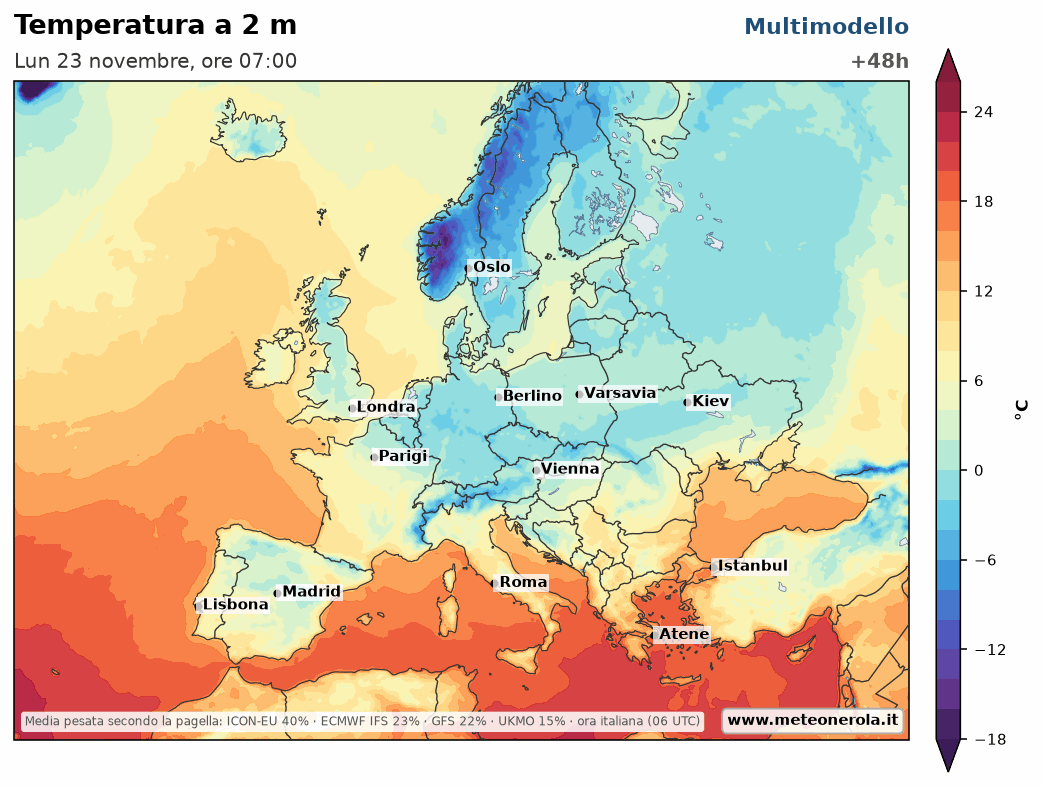 Temperatura a 2 m
Multimodello
Lun 23 novembre, ore 07:00
+48h
24
18
12
6
0
−6
−12
−18
°C
Oslo
Londra
Berlino
Varsavia
Kiev
Parigi
Vienna
Istanbul
Roma
Madrid
Lisbona
Atene
Media pesata secondo la pagella: ICON-EU 40% · ECMWF IFS 23% · GFS 22% · UKMO 15% · ora italiana (06 UTC)
www.meteonerola.it